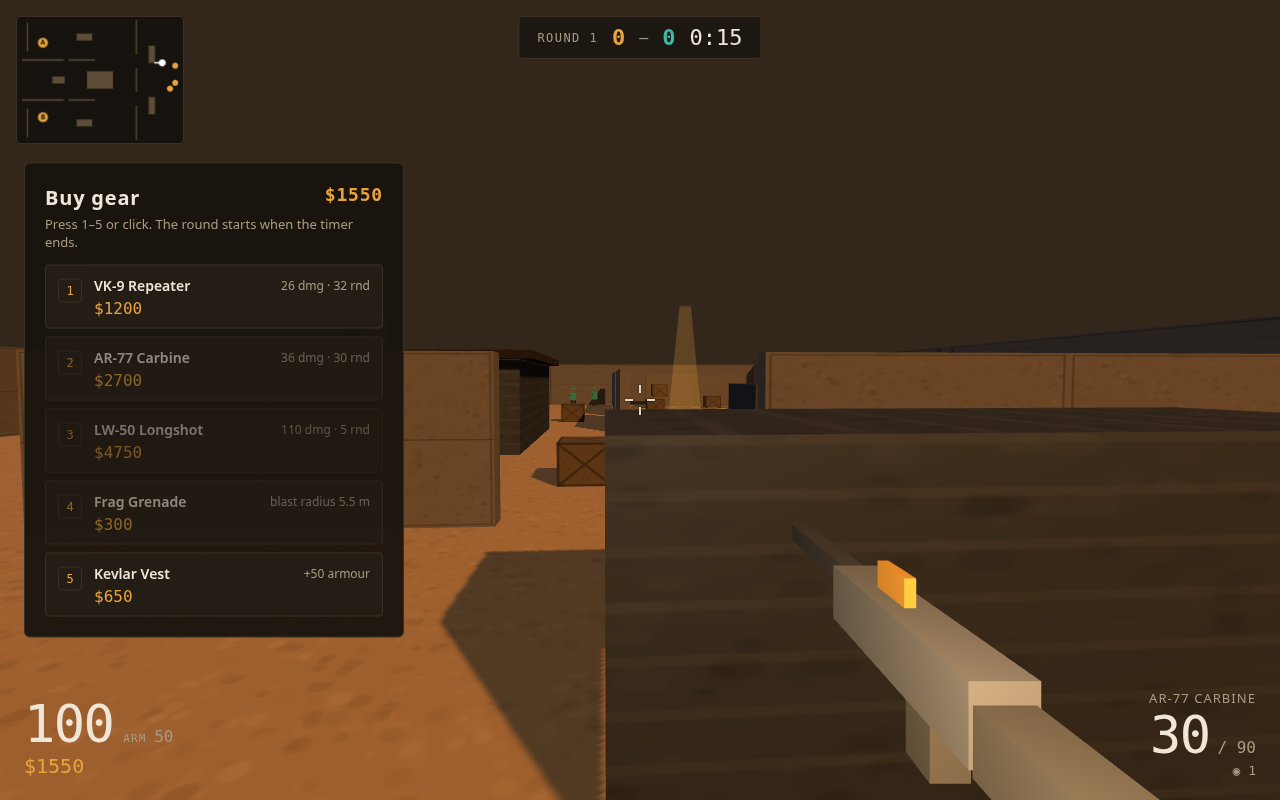 A
B
ROUND 1 0 – 0 0:15
Buy gear $1550
Press 1–5 or click. The round starts when the timer
ends.
1 VK-9 Repeater 26 dmg · 32 rnd
$1200
2 AR-77 Carbine 36 dmg · 30 rnd
$2700
3 LW-50 Longshot 110 dmg · 5 rnd
$4750
4 Frag Grenade blast radius 5.5 m
$300
5 Kevlar Vest +50 armour
$650
100 ARM 50
$1550
AR-77 CARBINE
30 / 90
◉ 1